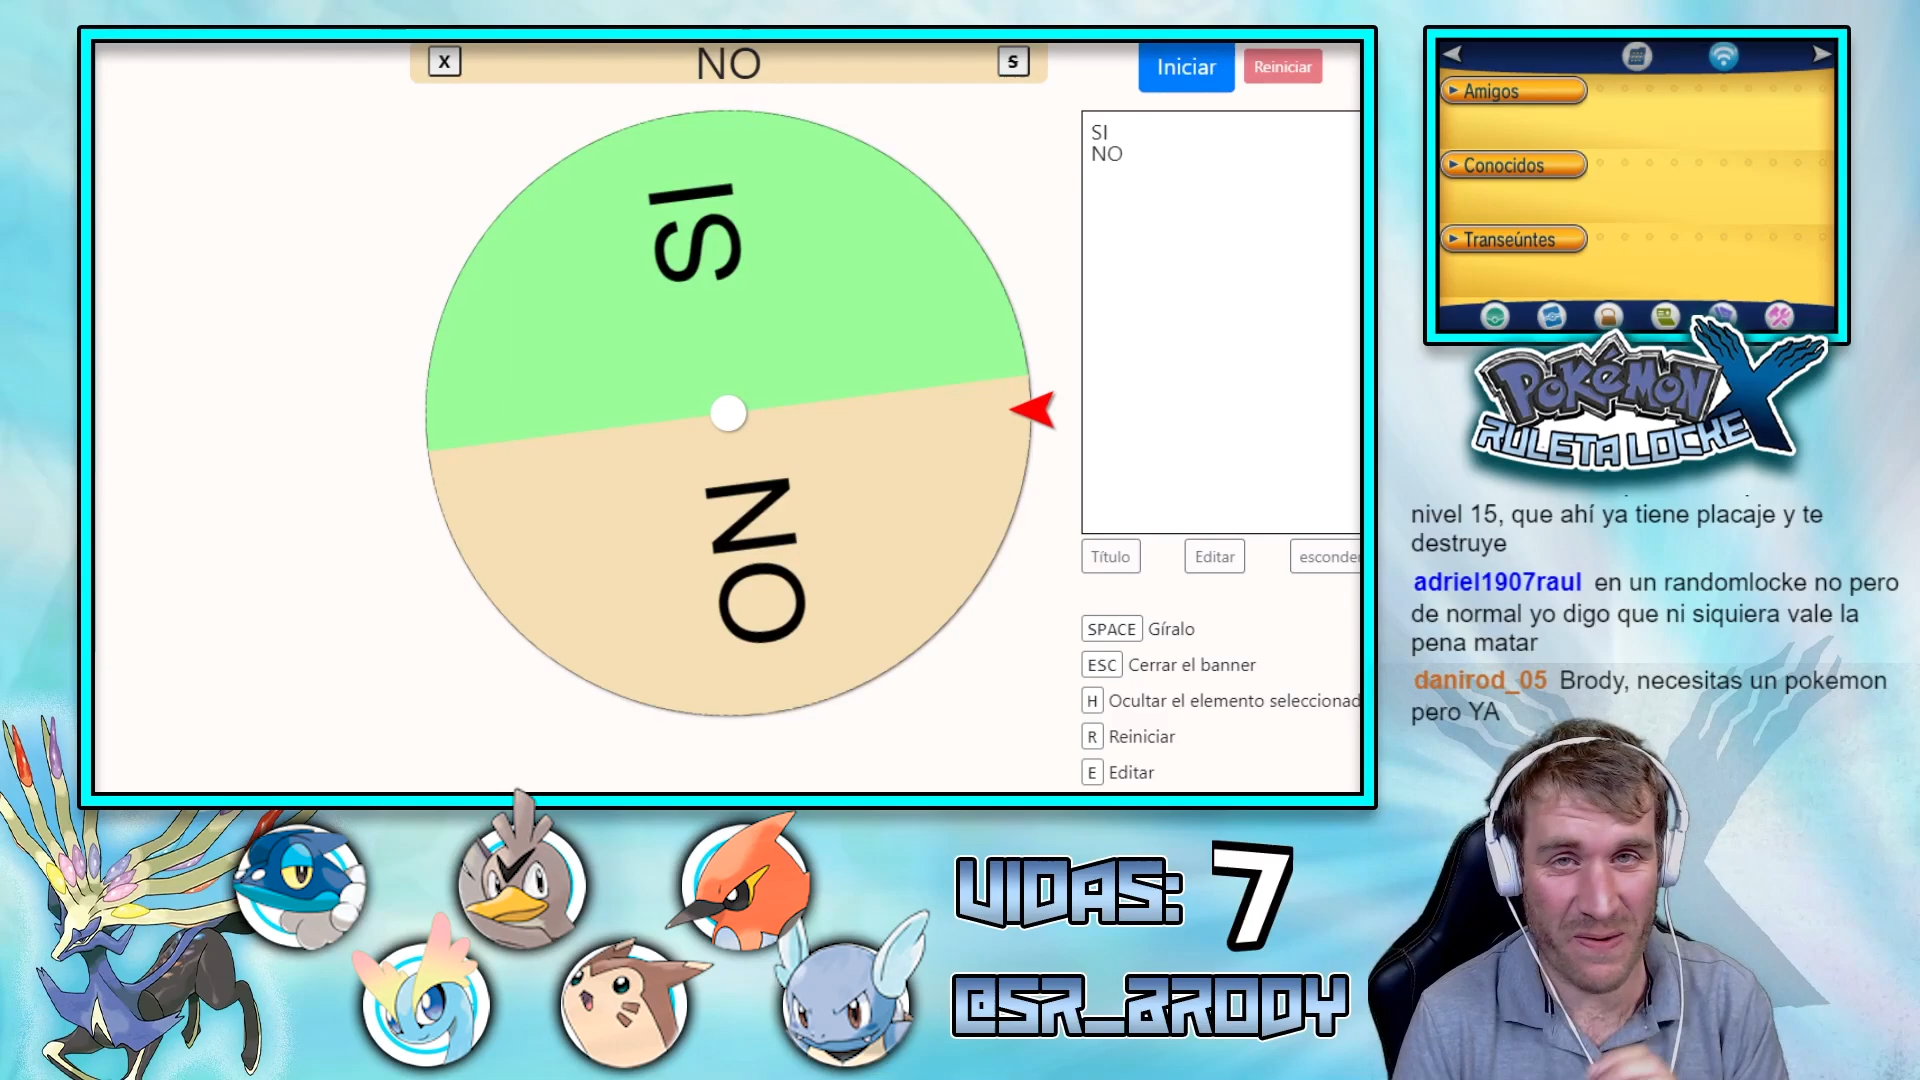 X
NO
S
Iniciar
Reiniciar
SI
NO
SI
NO
Título
Editar
esconder
SPACE Gíralo
ESC Cerrar el banner
H Ocultar el elemento seleccionad
R Reiniciar
E Editar
Amigos
Conocidos
Transeúntes
POKéMON X
RULETA LOCKE
nivel 15, que ahí ya tiene placaje y te
destruye
adriel1907raul en un randomlocke no pero
de normal yo digo que ni siquiera vale la
pena matar
danirod_05 Brody, necesitas un pokemon
pero YA
VIDAS: 7
@SR_BRODY